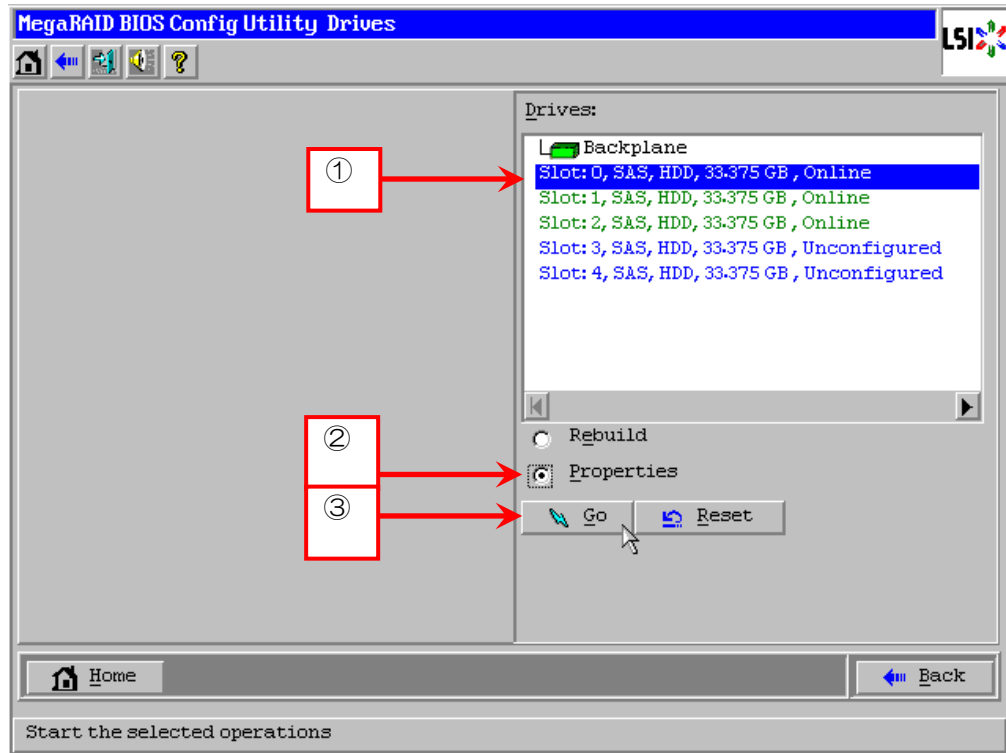 MegaRAID BIOS Config Utility Drives
LSI
Drives:
Backplane
①
Slot: 0, SAS, HDD, 33.375 GB , Online
Slot: 1, SAS, HDD, 33.375 GB , Online
Slot: 2, SAS, HDD, 33.375 GB , Online
Slot: 3, SAS, HDD, 33.375 GB , Unconfigured
Slot: 4, SAS, HDD, 33.375 GB , Unconfigured
②
Rebuild
Properties
③
Go
Reset
Home
Back
Start the selected operations